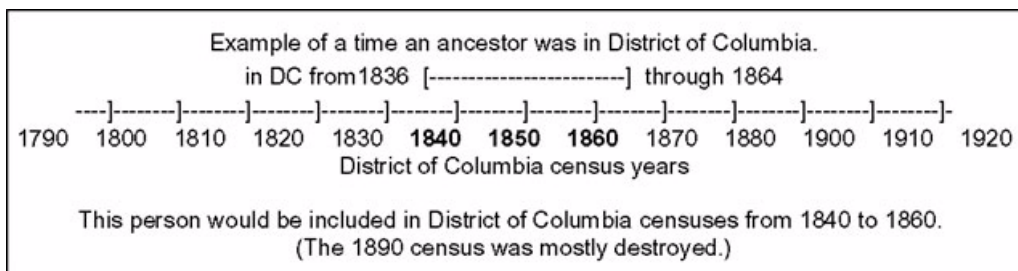 Example of a time an ancestor was in District of Columbia.
in DC from1836 [-------------------------] through 1864
----]--------]--------]--------]--------]--------]--------]--------]--------]--------]--------]--------]--------]-
1790 1800 1810 1820 1830 1840 1850 1860 1870 1880 1900 1910 1920
District of Columbia census years
This person would be included in District of Columbia censuses from 1840 to 1860.
(The 1890 census was mostly destroyed.)